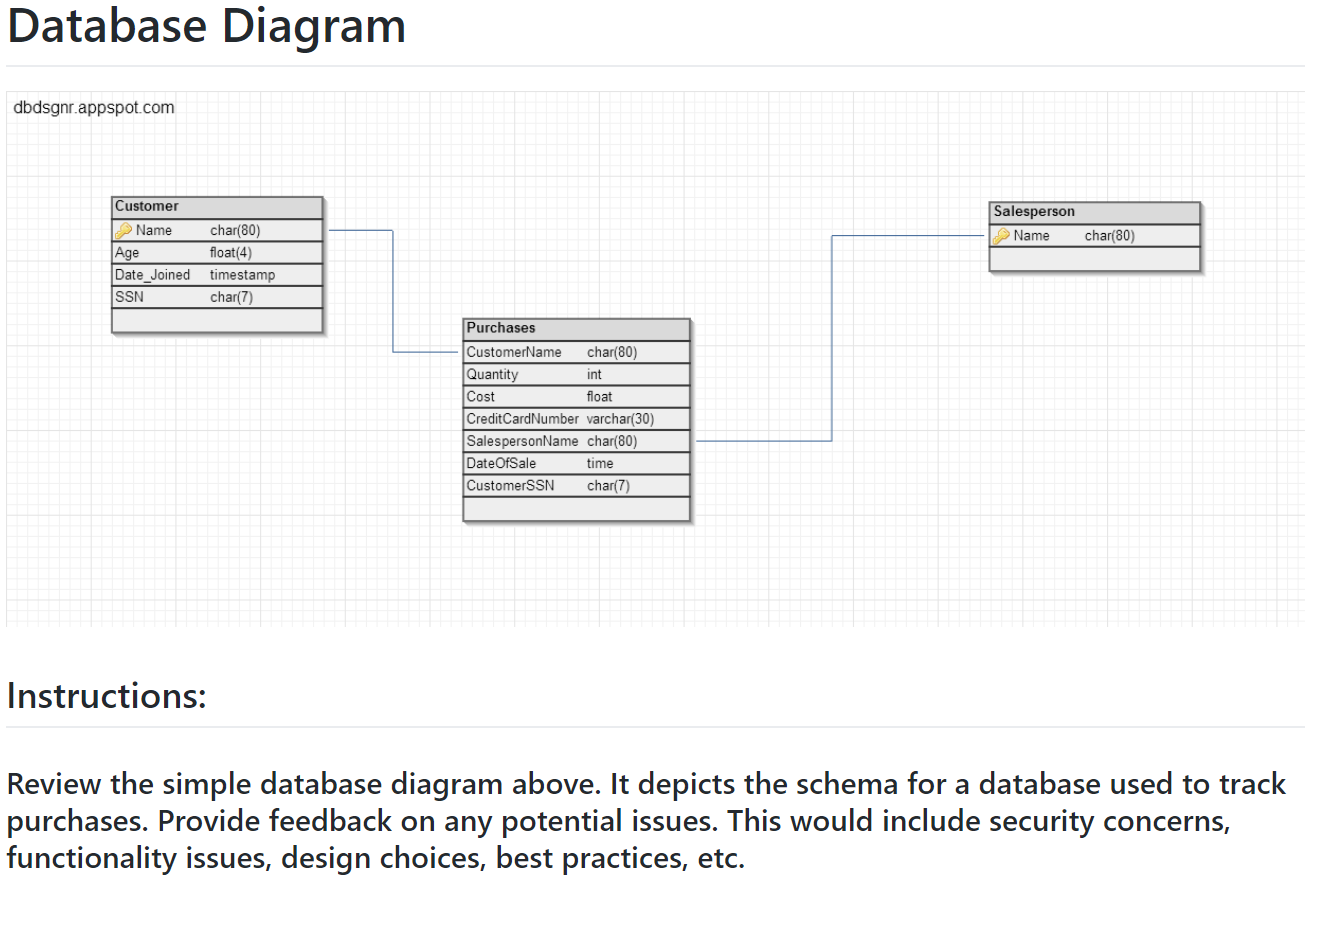 Database Diagram
dbdsgnr.appspot.com
Customer
Name char(80)
Age float(4)
Date_Joined timestamp
SSN char(7)
Salesperson
Name char(80)
Purchases
CustomerName char(80)
Quantity int
Cost float
CreditCardNumber varchar(30)
SalespersonName char(80)
DateOfSale time
CustomerSSN char(7)
Instructions:
Review the simple database diagram above. It depicts the schema for a database used to track
purchases. Provide feedback on any potential issues. This would include security concerns,
functionality issues, design choices, best practices, etc.